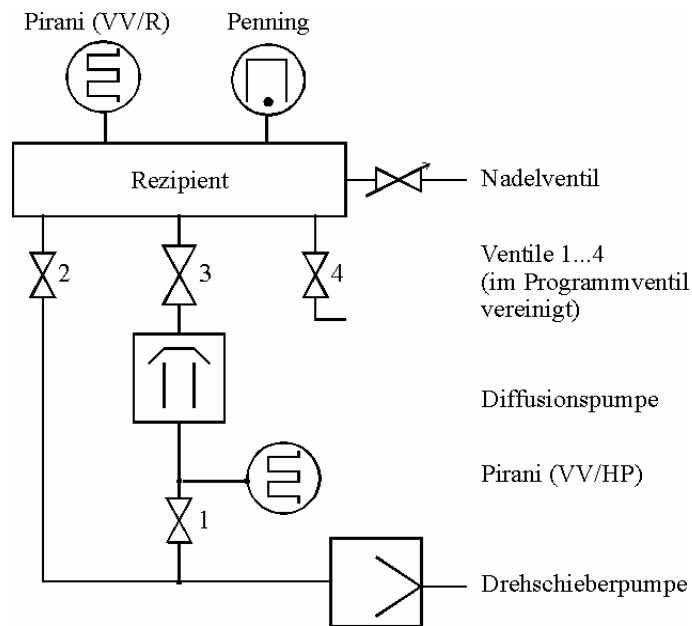 Pirani (VV/R)
Penning
Rezipient
Nadelventil
2
3
4
Ventile 1...4
(im Programmventil
vereinigt)
Diffusionspumpe
Pirani (VV/HP)
1
Drehschieberpumpe